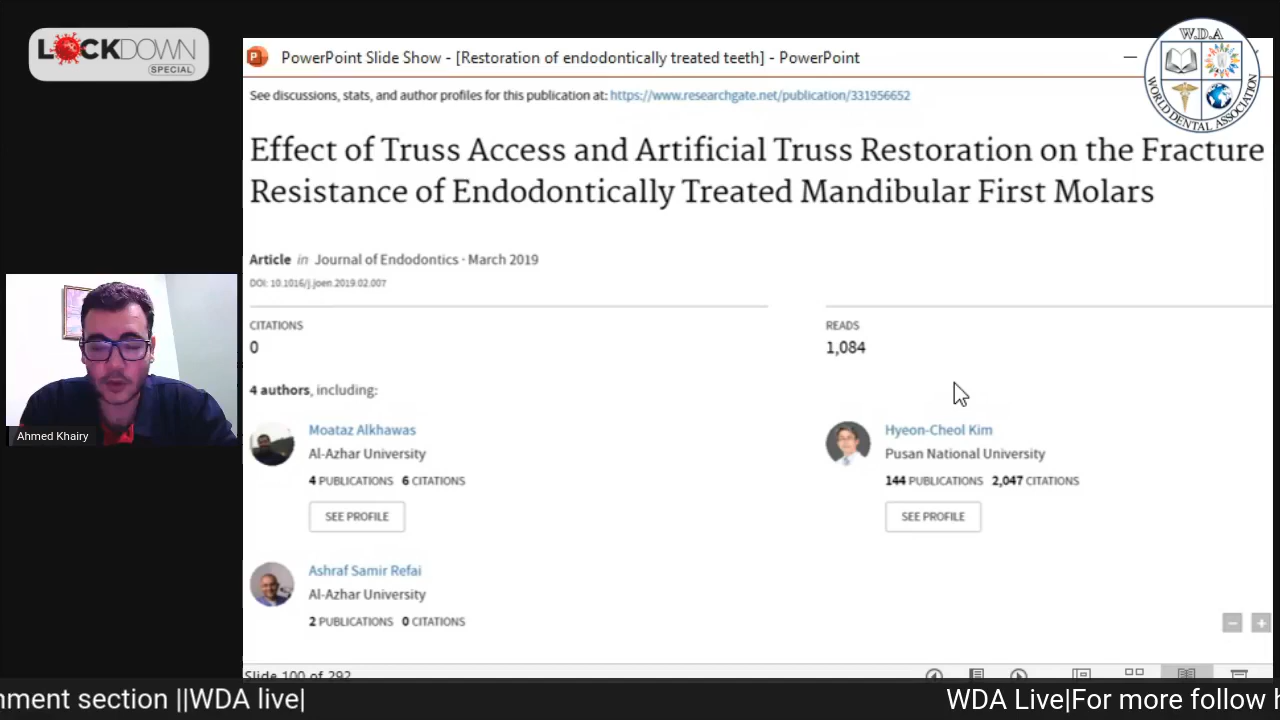 LOCKDOWN
SPECIAL
PowerPoint Slide Show - [Restoration of endodontically treated teeth] - PowerPoint
W.D.A
WORLD DENTAL ASSOCIATION
See discussions, stats, and author profiles for this publication at: https://www.researchgate.net/publication/331956652
Effect of Truss Access and Artificial Truss Restoration on the Fracture
Resistance of Endodontically Treated Mandibular First Molars
Article in Journal of Endodontics · March 2019
DOI: 10.1016/j.joen.2019.02.007
CITATIONS
0
READS
1,084
4 authors, including:
Moataz Alkhawas
Al-Azhar University
4 PUBLICATIONS 6 CITATIONS
SEE PROFILE
Hyeon-Cheol Kim
Pusan National University
144 PUBLICATIONS 2,047 CITATIONS
SEE PROFILE
Ashraf Samir Refai
Al-Azhar University
2 PUBLICATIONS 0 CITATIONS
Ahmed Khairy
Slide 100 of 292
section ||WDA live|
WDA Live|For more follow